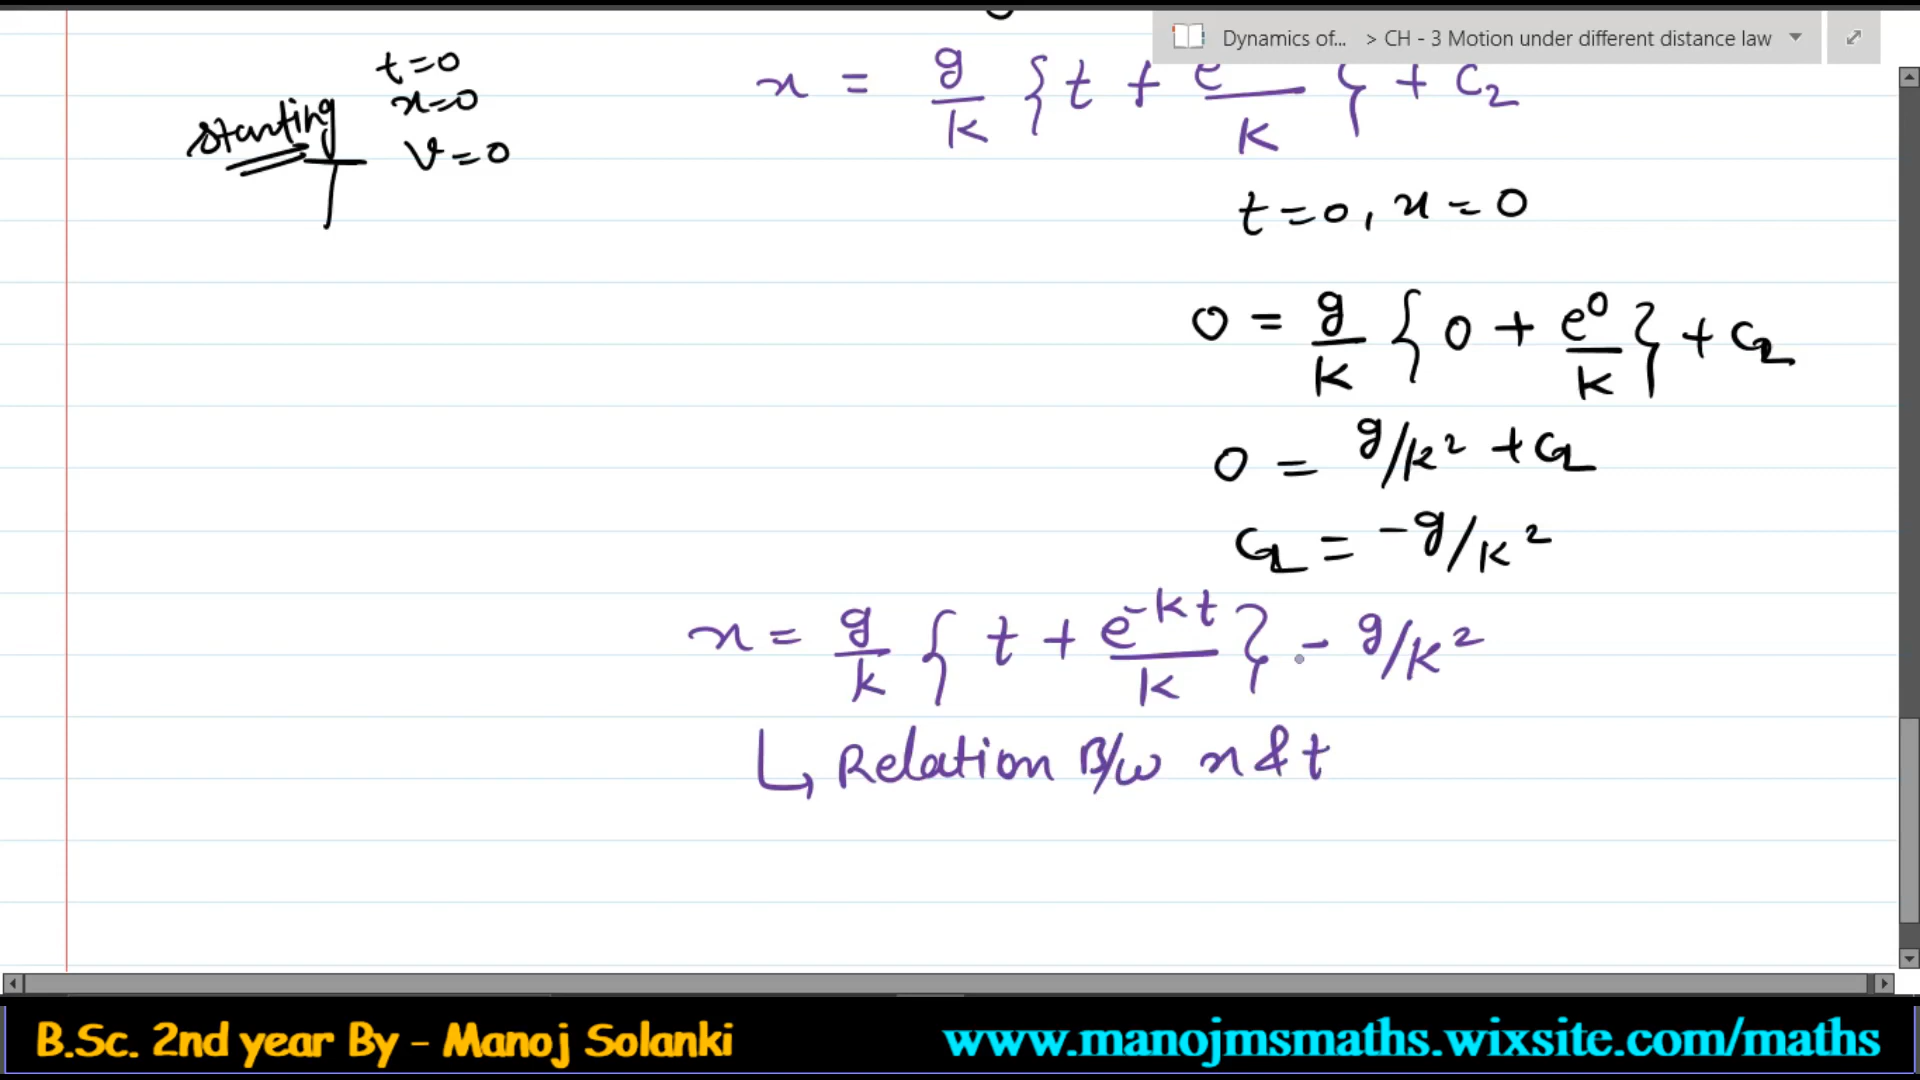 Dynamics of... > CH - 3 Motion under different distance law
t=0
x=0
starting
v=0
x = g/k { t + e/k } + C₂
t=0, x=0
0 = g/k { 0 + e⁰/k } + C₂
0 = g/k² + C₂
C₂ = -g/k²
x = g/k { t + e^-kt/k } - g/k²
↳ Relation B/w x & t
B.Sc. 2nd year By - Manoj Solanki
www.manojmsmaths.wixsite.com/maths